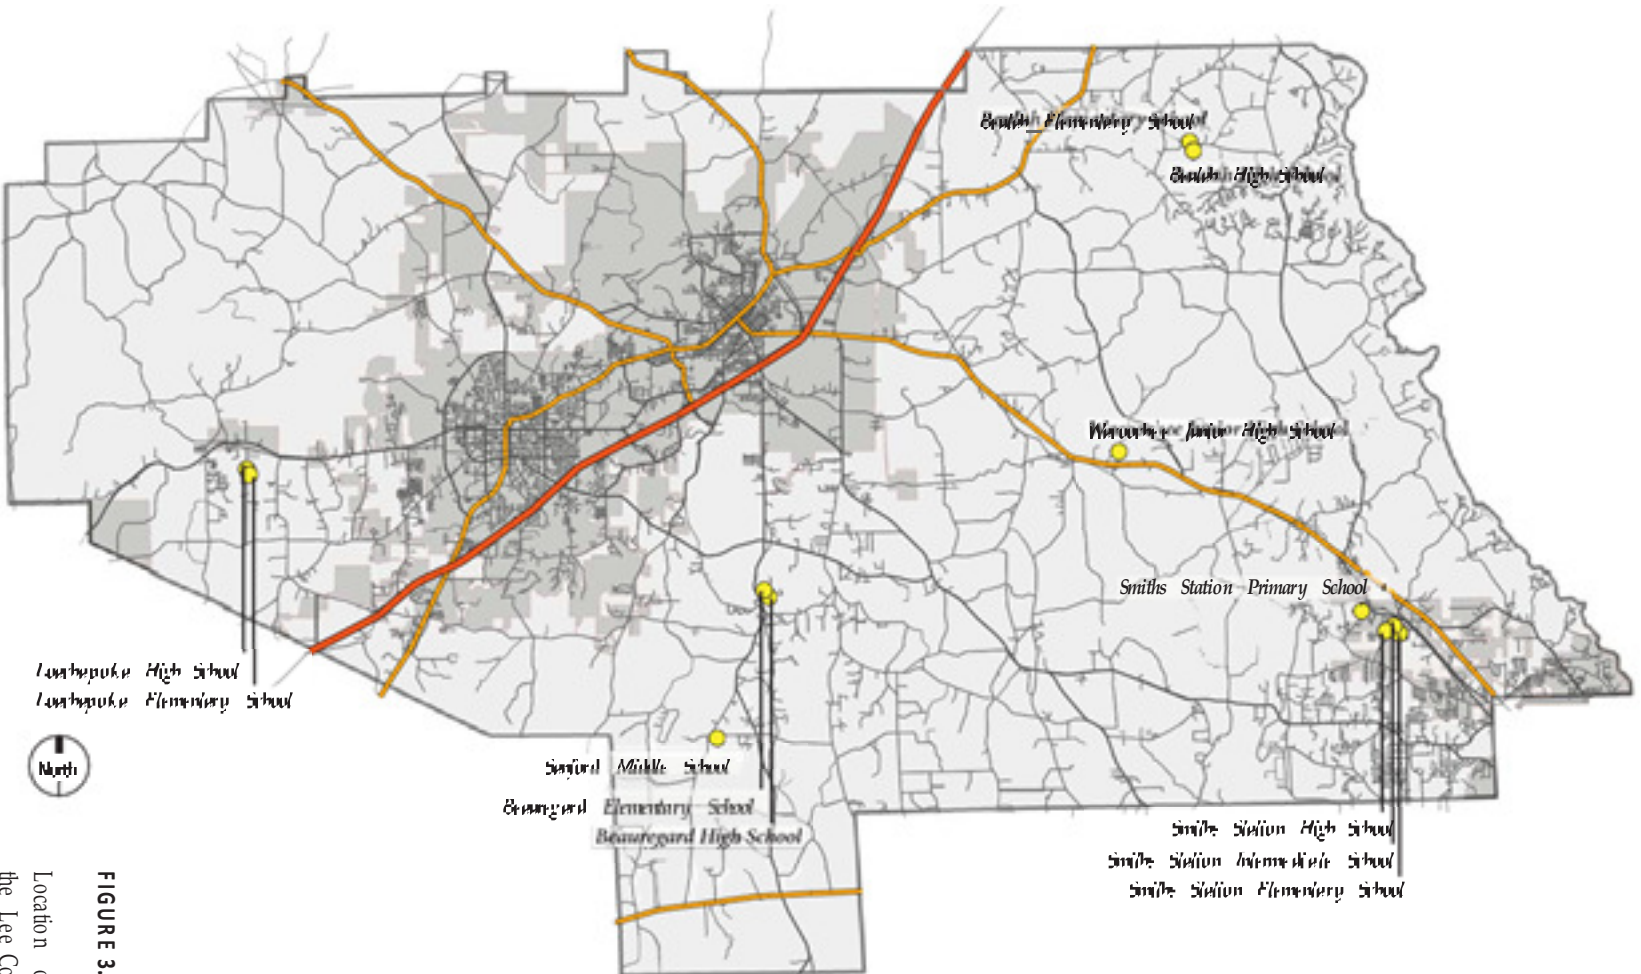 Beulah Elementary School
Beulah High School
Wacoochee Junior High School
Smiths Station Primary School
Loachapoka High School
Loachapoka Elementary School
North
Sanford Middle School
Beauregard Elementary School
Beauregard High School
Smiths Station High School
Smiths Station Intermediate School
Smiths Station Elementary School
FIGURE 3.
Location
the Lee